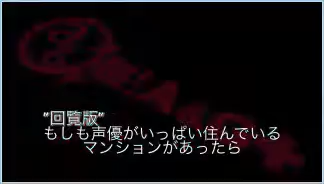 "回覧版"
もしも声優がいっぱい住んでいる
マンションがあったら